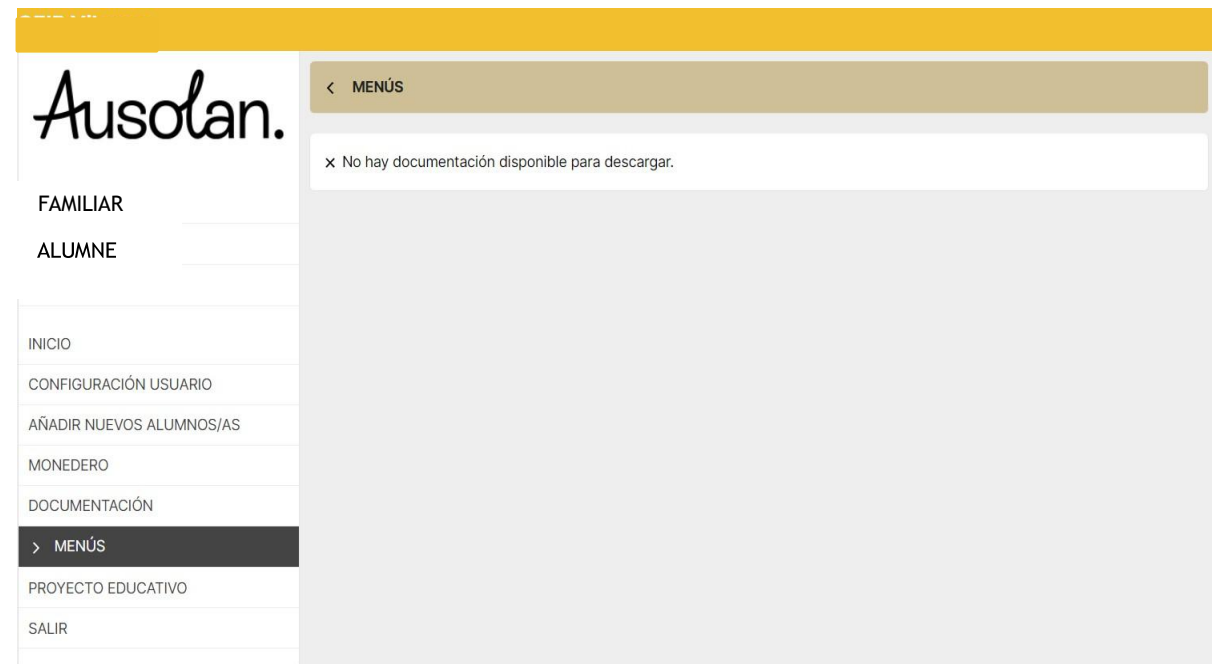 Ausolan.
FAMILIAR
ALUMNE
INICIO
CONFIGURACIÓN USUARIO
AÑADIR NUEVOS ALUMNOS/AS
MONEDERO
DOCUMENTACIÓN
> MENÚS
PROYECTO EDUCATIVO
SALIR
< MENÚS
× No hay documentación disponible para descargar.